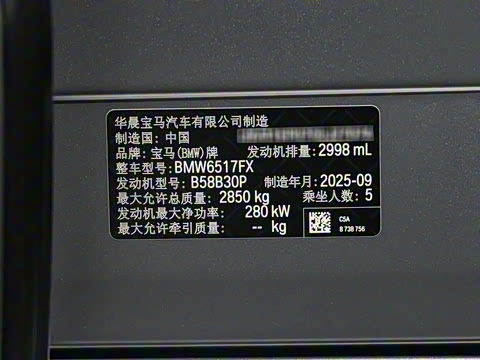 华晨宝马汽车有限公司制造
制造国: 中国
品牌: 宝马(BMW)牌 发动机排量: 2998 mL
整车型号: BMW6517FX
发动机型号: B58B30P 制造年月: 2025-09
最大允许总质量: 2850 kg 乘坐人数: 5
发动机最大净功率: 280 kW
最大允许牵引质量: -- kg
CSA
8 738 756